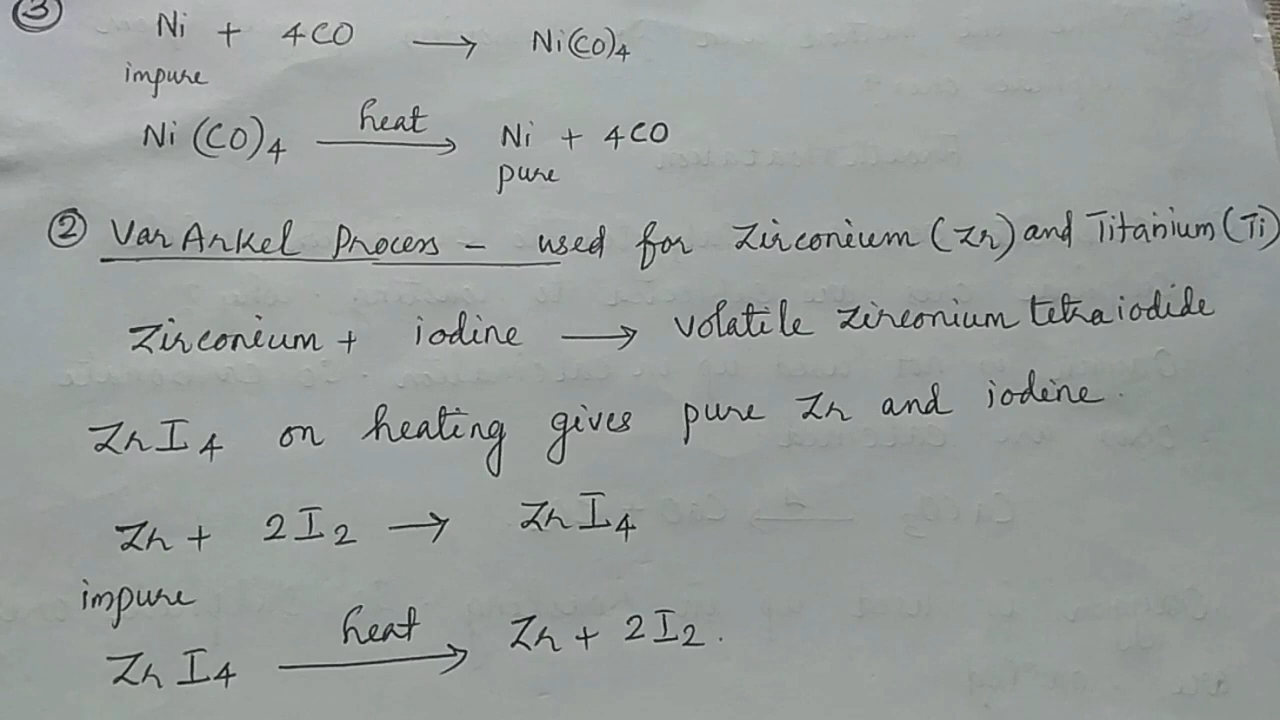 ③ Ni + 4CO → Ni(CO)4
impure
Ni (CO)4 heat → Ni + 4CO
pure
② Var Arkel Process - used for Zirconium (Zr) and Titanium (Ti)
Zirconium + iodine → volatile zirconium tetraiodide
ZrI4 on heating gives pure Zr and iodine.
Zr + 2I2 → ZrI4
impure
ZrI4 heat → Zr + 2I2.